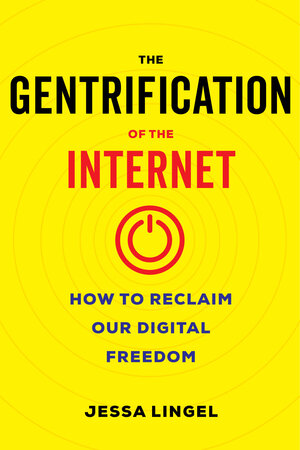 THE
GENTRIFICATION
OF THE
INTERNET
HOW TO RECLAIM
OUR DIGITAL
FREEDOM
JESSA LINGEL